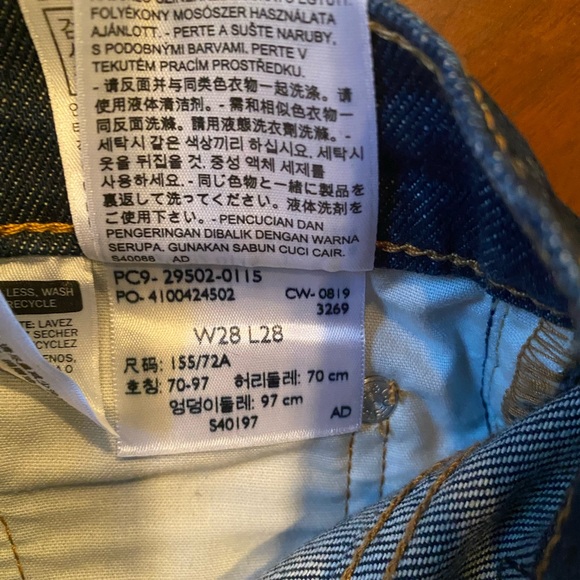 FOLYÉKONY MOSÓSZER HASZNÁLATA
AJÁNLOTT. - PERTE A SUŠTE NARUBY,
S PODOBNÝMI BARVAMI. PERTE V
TEKUTÉM PRACÍM PROSTŘEDKU.
- 请反面并与同类色衣物一起洗涤。请
使用液体清洁剂。- 需和相似色衣物一
同反面洗滌。請用液態洗衣劑洗滌。-
세탁시 같은 색상끼리 하십시요. 세탁시
옷을 뒤집을 것. 중성 액체 세제를
사용하세요. - 同じ色物と一緒に製品を
裏返して洗ってください。液体洗剤をご
使用ください。- PENCUCIAN DAN
PENGERINGAN DIBALIK DENGAN WARNA
SERUPA. GUNAKAN SABUN CUCI CAIR.
S40088 AD
LESS, WASH
RECYCLE
LAVEZ
SECHER
PC9- 29502-0115
PO- 4100424502 CW- 0819
3269
W28 L28
尺码: 155/72A
호칭: 70-97 허리둘레: 70 cm
엉덩이둘레: 97 cm
S40197 AD